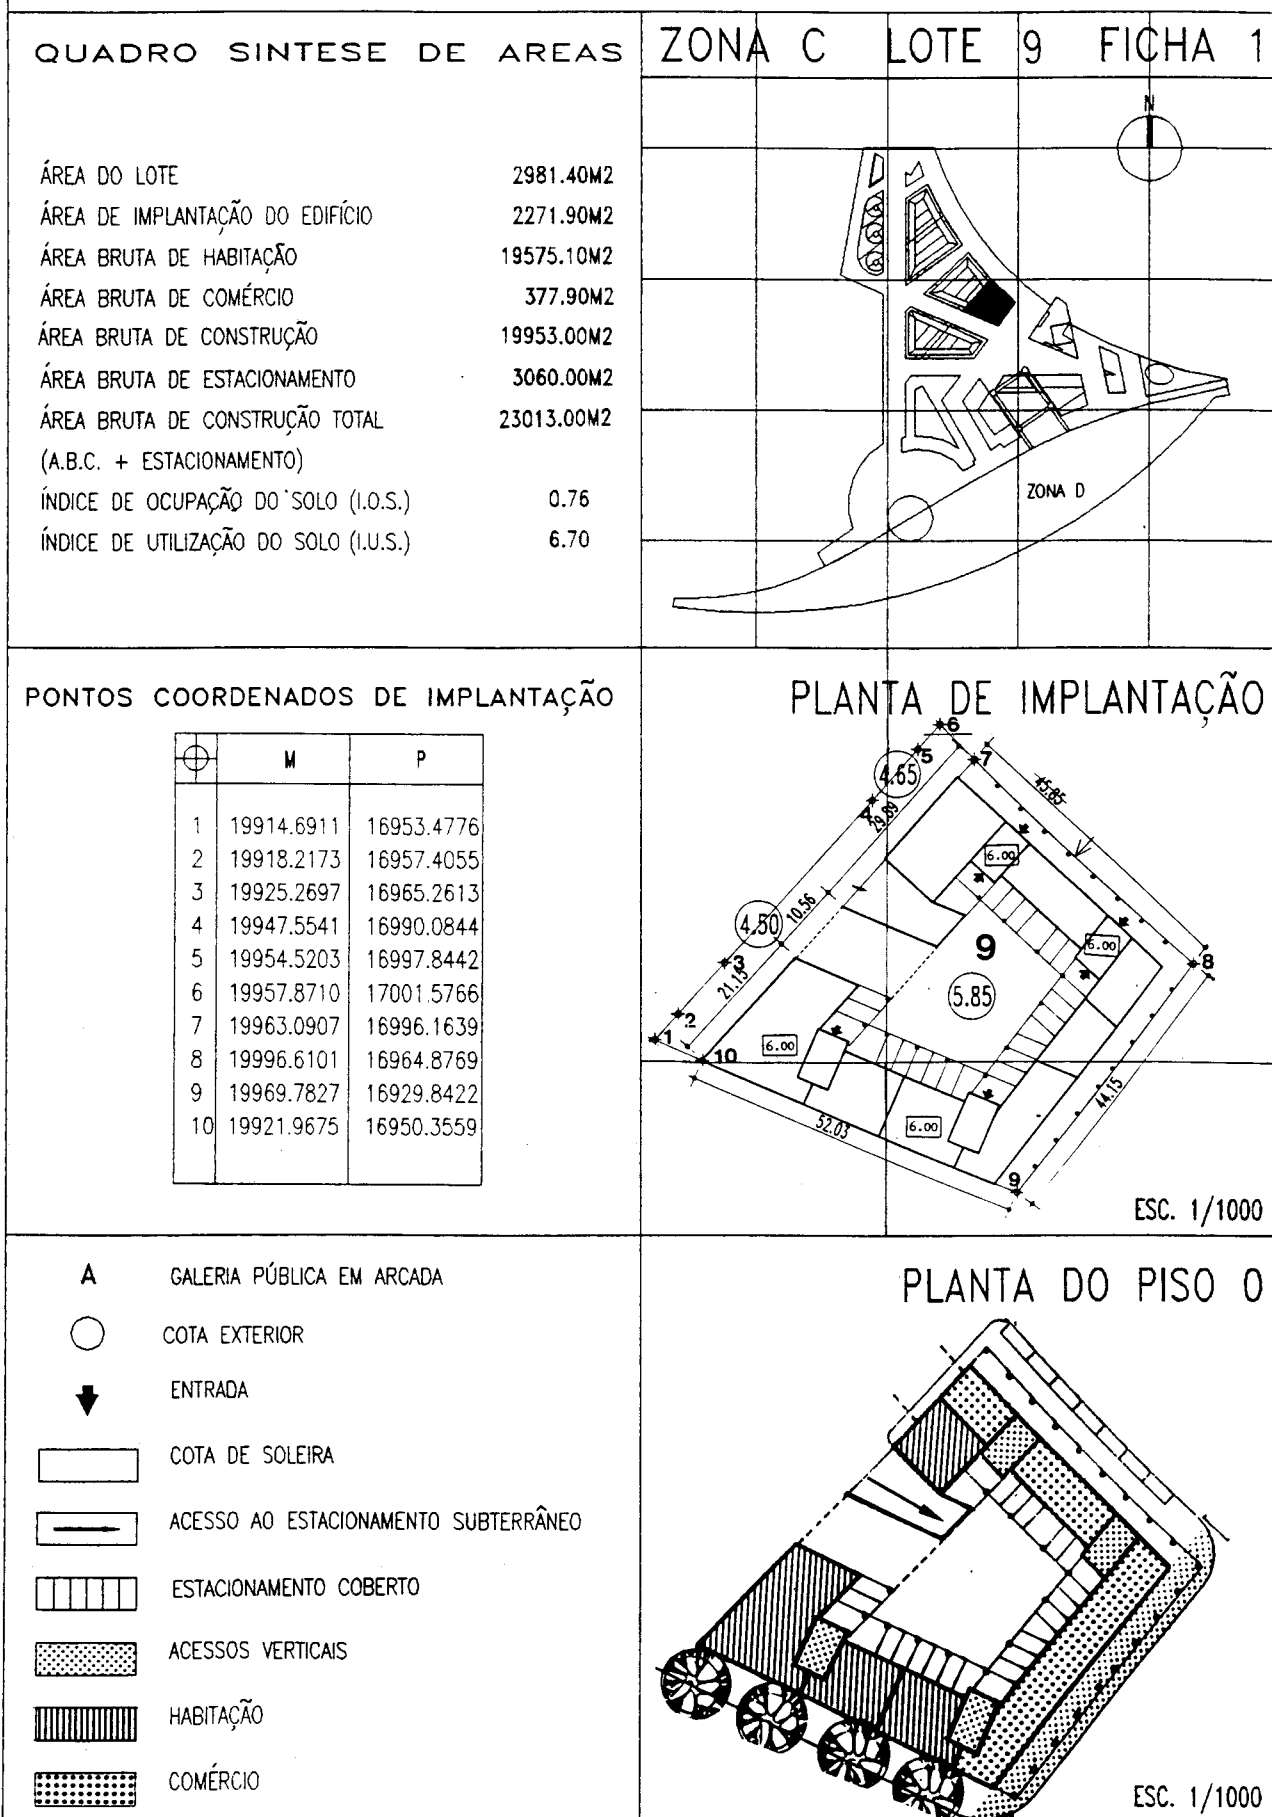 QUADRO SINTESE DE AREAS
ZONA C LOTE 9 FICHA 1
ÁREA DO LOTE 2981.40M2
ÁREA DE IMPLANTAÇÃO DO EDIFÍCIO 2271.90M2
ÁREA BRUTA DE HABITAÇÃO 19575.10M2
ÁREA BRUTA DE COMÉRCIO 377.90M2
ÁREA BRUTA DE CONSTRUÇÃO 19953.00M2
ÁREA BRUTA DE ESTACIONAMENTO 3060.00M2
ÁREA BRUTA DE CONSTRUÇÃO TOTAL 23013.00M2
(A.B.C. + ESTACIONAMENTO)
ÍNDICE DE OCUPAÇÃO DO SOLO (I.O.S.) 0.76
ÍNDICE DE UTILIZAÇÃO DO SOLO (I.U.S.) 6.70
N
ZONA D
PONTOS COORDENADOS DE IMPLANTAÇÃO
M P
1 19914.6911 16953.4776
2 19918.2173 16957.4055
3 19925.2697 16965.2613
4 19947.5541 16990.0844
5 19954.5203 16997.8442
6 19957.8710 17001.5766
7 19963.0907 16996.1639
8 19996.6101 16964.8769
9 19969.7827 16929.8422
10 19921.9675 16950.3559
PLANTA DE IMPLANTAÇÃO
6
5
7
4.65
45.85
4
29.89
6.00
10.56
4.50
9
6.00
3
8
21.15
5.85
2
1
6.00
10
44.15
52.03
6.00
9
ESC. 1/1000
A GALERIA PÚBLICA EM ARCADA
COTA EXTERIOR
ENTRADA
COTA DE SOLEIRA
ACESSO AO ESTACIONAMENTO SUBTERRÂNEO
ESTACIONAMENTO COBERTO
ACESSOS VERTICAIS
HABITAÇÃO
COMÉRCIO
PLANTA DO PISO 0
ESC. 1/1000